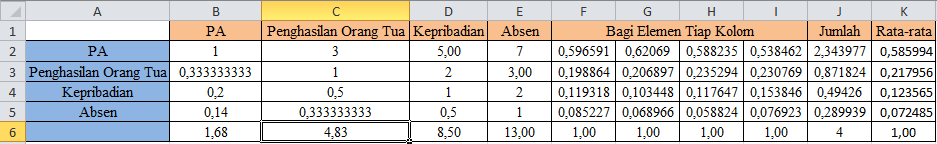 A B C D E F G H I J K
1 PA Penghasilan Orang Tua Kepribadian Absen Bagi Elemen Tiap Kolom Jumlah Rata-rata
2 PA 1 3 5,00 7 0,596591 0,62069 0,588235 0,538462 2,343977 0,585994
3 Penghasilan Orang Tua 0,333333333 1 2 3,00 0,198864 0,206897 0,235294 0,230769 0,871824 0,217956
4 Kepribadian 0,2 0,5 1 2 0,119318 0,103448 0,117647 0,153846 0,49426 0,123565
5 Absen 0,14 0,333333333 0,5 1 0,085227 0,068966 0,058824 0,076923 0,289939 0,072485
6 1,68 4,83 8,50 13,00 1,00 1,00 1,00 1,00 4 1,00